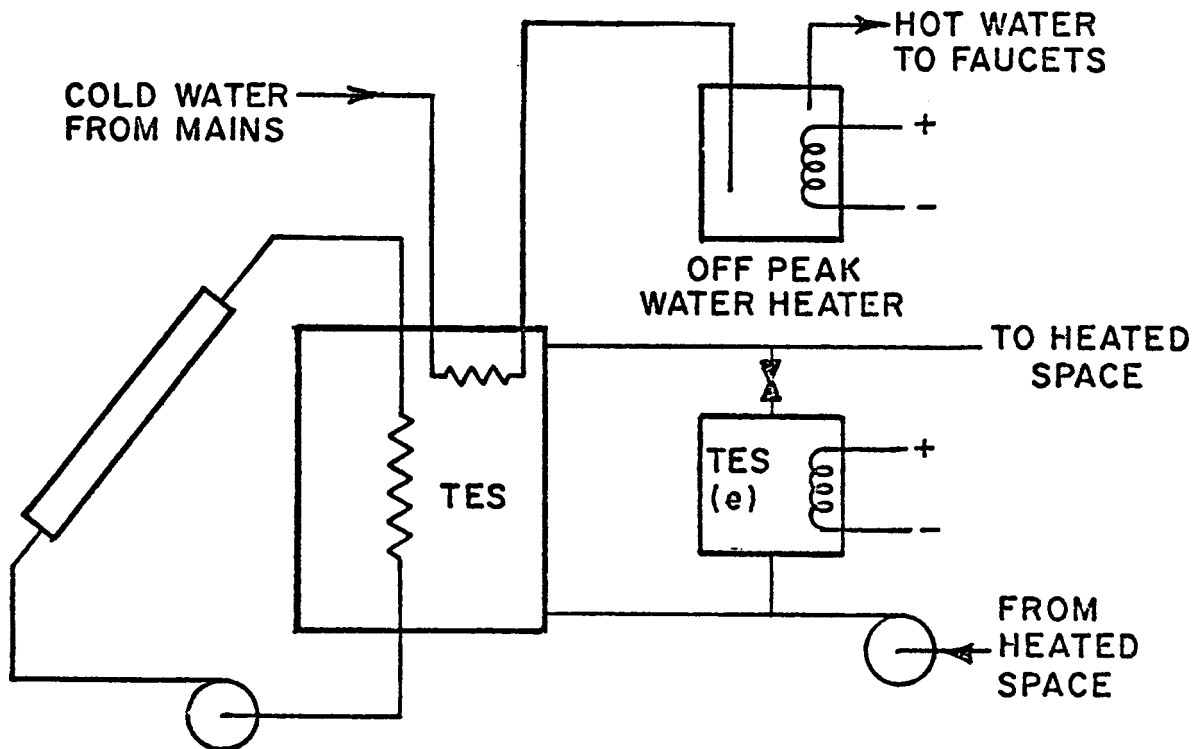 HOT WATER
TO FAUCETS
COLD WATER
FROM MAINS
+
−
OFF PEAK
WATER HEATER
TO HEATED
SPACE
TES
TES
(e)
+
−
FROM
HEATED
SPACE